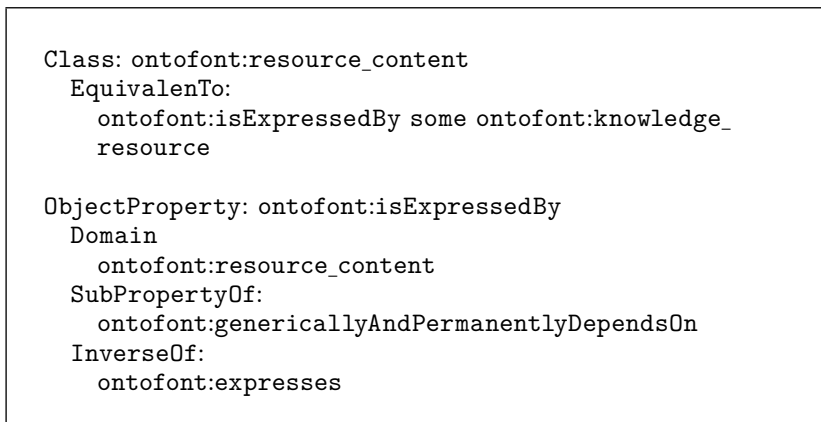 Class: ontofont:resource_content
EquivalenTo:
ontofont:isExpressedBy some ontofont:knowledge_
resource
ObjectProperty: ontofont:isExpressedBy
Domain
ontofont:resource_content
SubPropertyOf:
ontofont:genericallyAndPermanentlyDependsOn
InverseOf:
ontofont:expresses